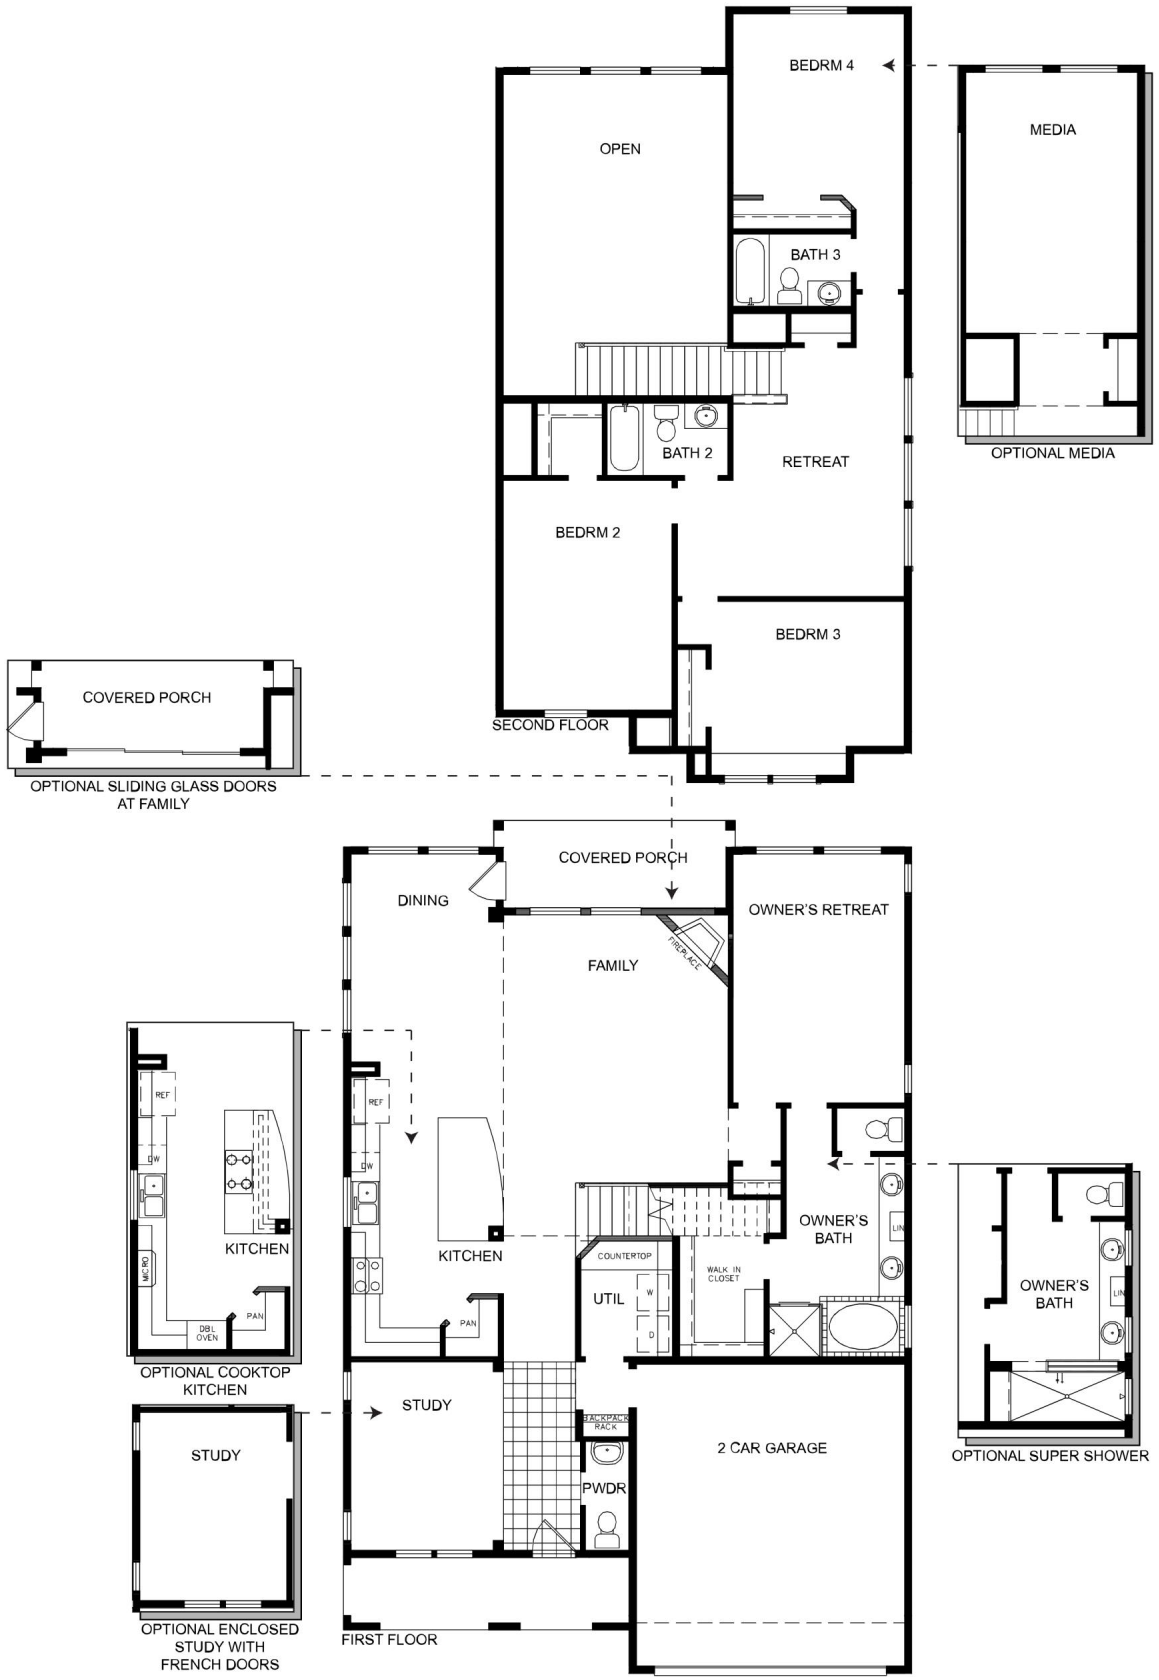 BEDRM 4
MEDIA
OPEN
BATH 3
OPTIONAL MEDIA
BATH 2
RETREAT
BEDRM 2
BEDRM 3
SECOND FLOOR
COVERED PORCH
OPTIONAL SLIDING GLASS DOORS
AT FAMILY
COVERED PORCH
DINING
OWNER'S RETREAT
FAMILY
FIREPLACE
REF
DW
KITCHEN
MICRO
DBL
OVEN
PAN
OPTIONAL COOKTOP
KITCHEN
REF
DW
KITCHEN
PAN
COUNTERTOP
UTIL
W
D
WALK IN
CLOSET
OWNER'S
BATH
LIN
OWNER'S
BATH
LIN
OPTIONAL SUPER SHOWER
STUDY
BACKPACK
RACK
PWDR
2 CAR GARAGE
STUDY
OPTIONAL ENCLOSED
STUDY WITH
FRENCH DOORS
FIRST FLOOR